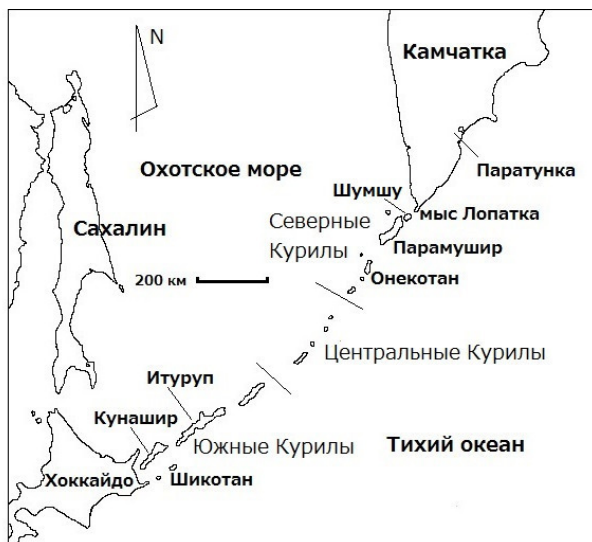 N
Камчатка
Охотское море
Паратунка
Шумшу
мыс Лопатка
Северные
Курилы
Сахалин
Парамушир
200 км
Онекотан
Центральные Курилы
Итуруп
Кунашир
Южные Курилы
Тихий океан
Хоккайдо
Шикотан